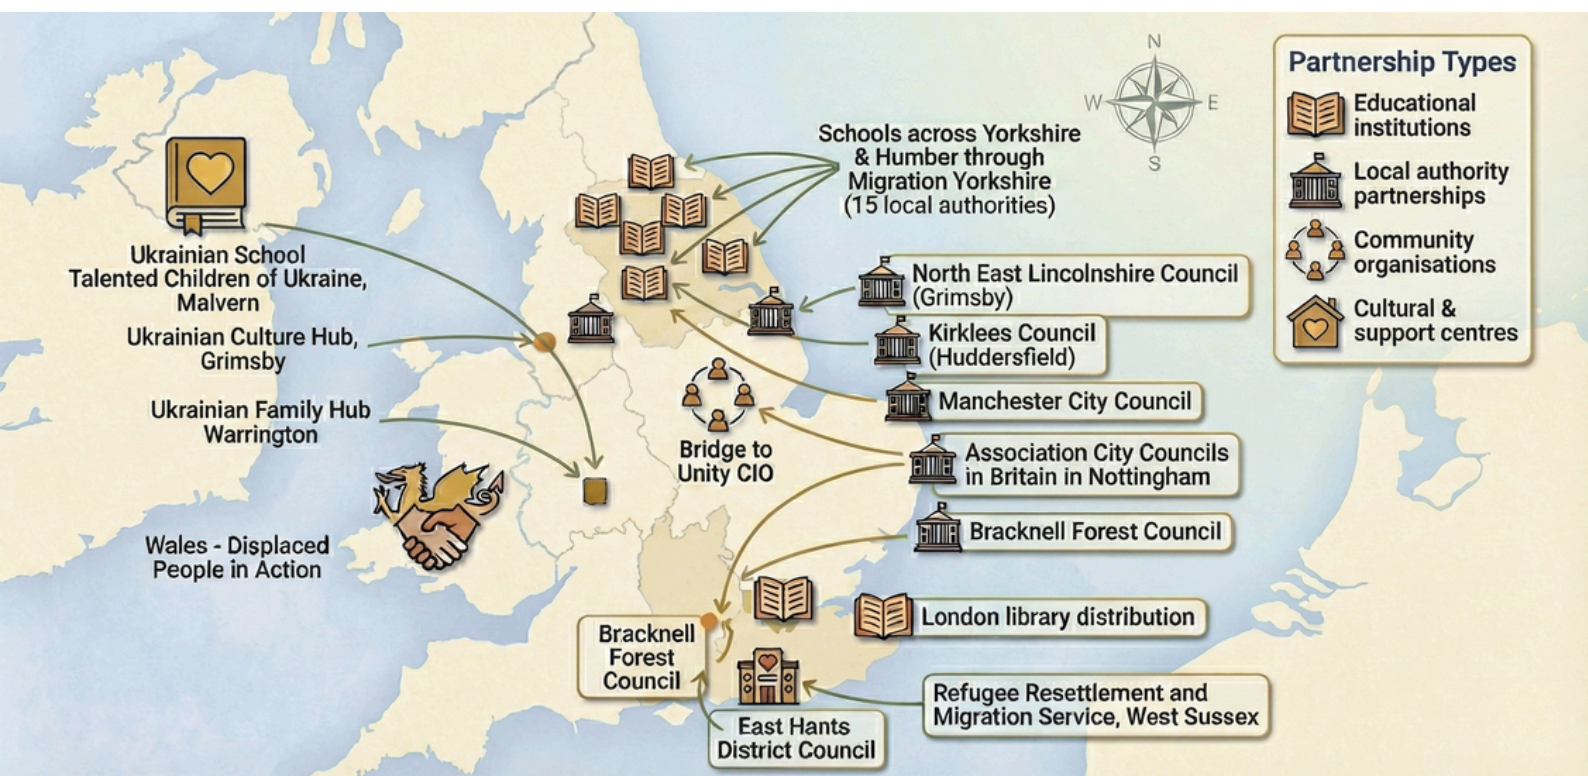 N
W
E
S
Partnership Types
Educational
institutions
Local authority
partnerships
Community
organisations
Cultural &
support centres
Schools across Yorkshire
& Humber through
Migration Yorkshire
(15 local authorities)
Ukrainian School
Talented Children of Ukraine,
Malvern
Ukrainian Culture Hub,
Grimsby
Ukrainian Family Hub
Warrington
Wales - Displaced
People in Action
North East Lincolnshire Council
(Grimsby)
Kirklees Council
(Huddersfield)
Manchester City Council
Bridge to
Unity CIO
Association City Councils
in Britain in Nottingham
Bracknell Forest Council
London library distribution
Bracknell
Forest
Council
Refugee Resettlement and
Migration Service, West Sussex
East Hants
District Council